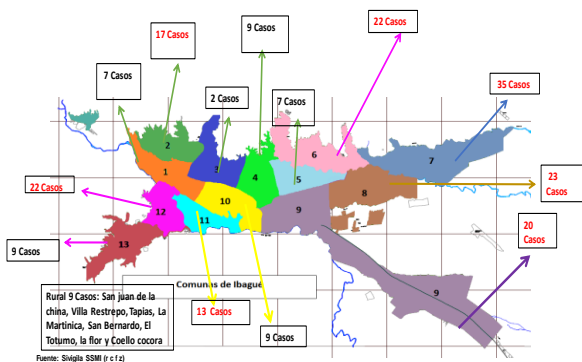 22 Casos
9 Casos
17 Casos
7 Casos
2 Casos
7 Casos
35 Casos
2
3
6
7
1
4
5
8
23
Casos
22 Casos
12
10
11
9
13
9 Casos
20
Casos
9
Comunas de Ibagué
Rural 9 Casos: San juan de la
china, Villa Restrepo, Tapias, La
Martinica, San Bernardo, El
Totumo, la flor y Coello cocora
13 Casos
9 Casos
Fuente: Sivigila SSMI (r c f z)